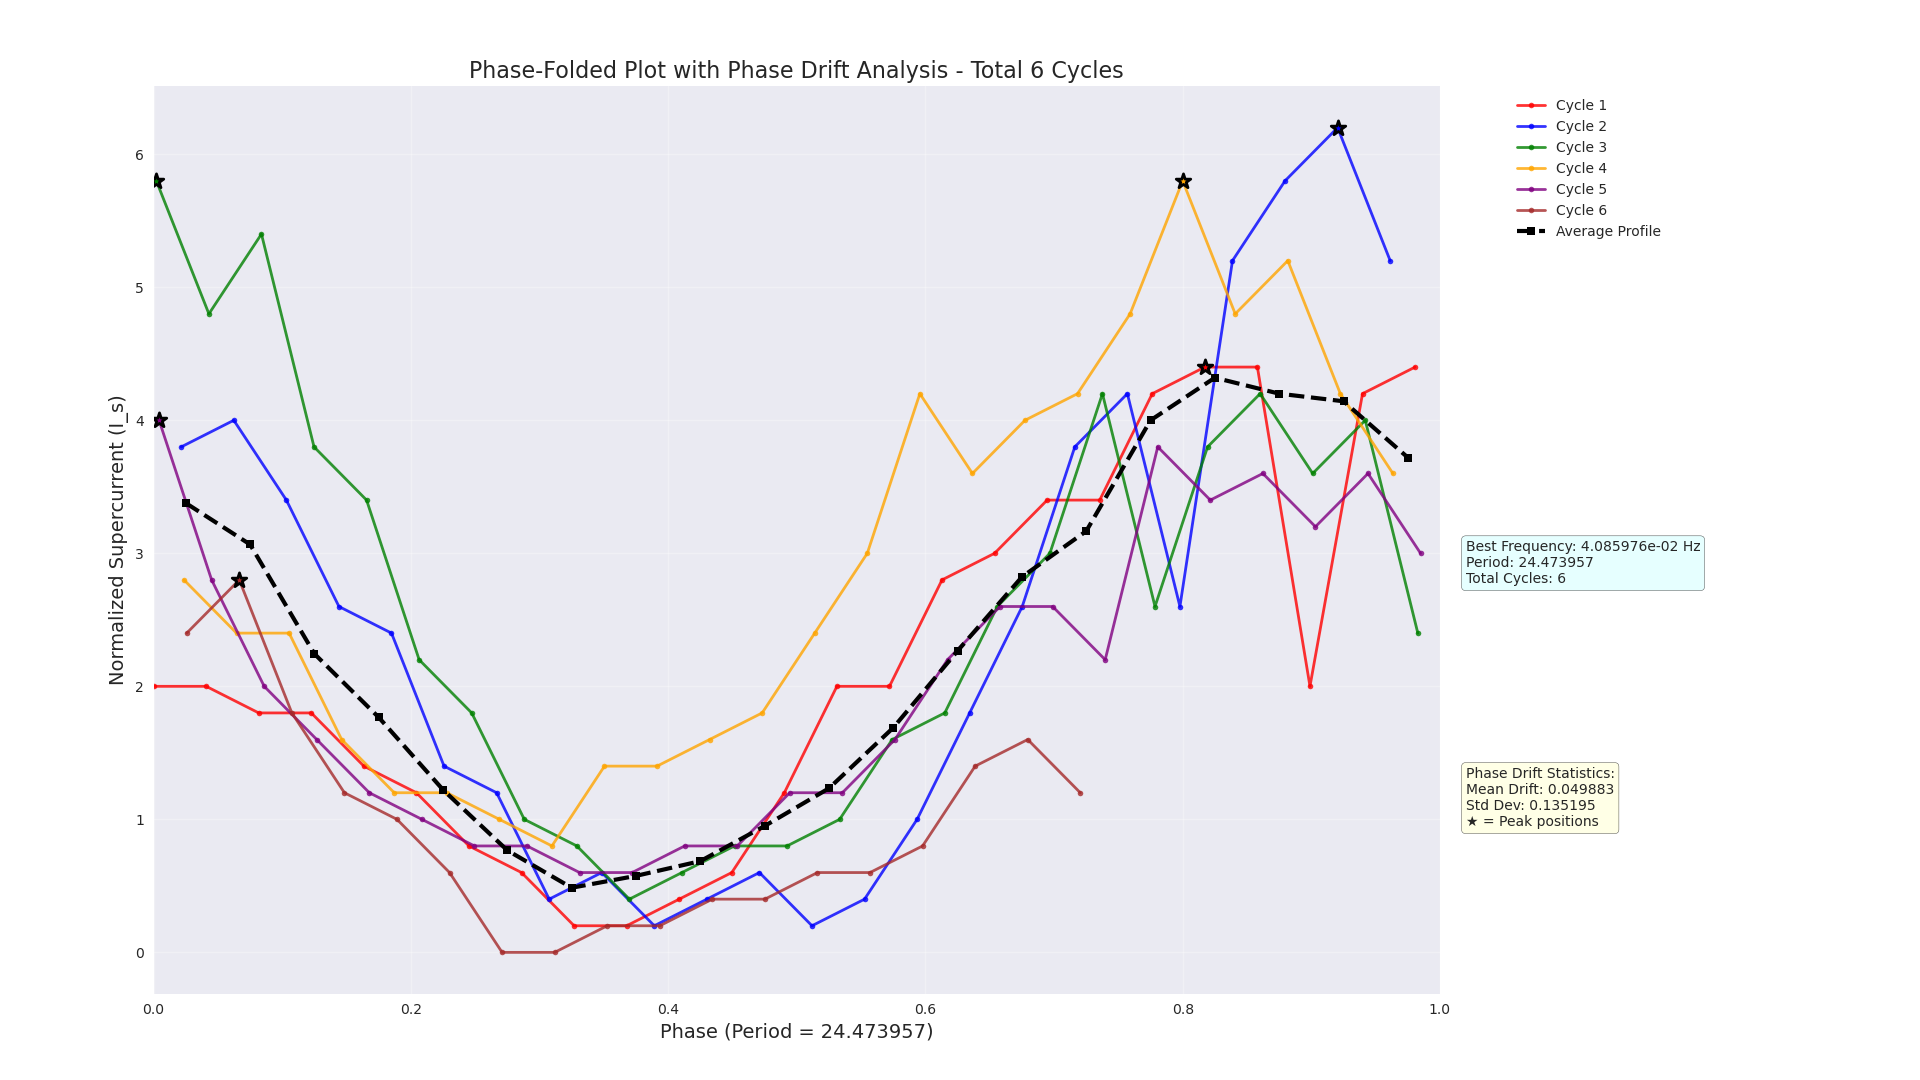 Phase-Folded Plot with Phase Drift Analysis - Total 6 Cycles
Normalized Supercurrent (I_s)
6
5
4
3
2
1
0
0.0
0.2
0.4
0.6
0.8
1.0
Phase (Period = 24.473957)
Cycle 1
Cycle 2
Cycle 3
Cycle 4
Cycle 5
Cycle 6
Average Profile
Best Frequency: 4.085976e-02 Hz
Period: 24.473957
Total Cycles: 6
Phase Drift Statistics:
Mean Drift: 0.049883
Std Dev: 0.135195
★ = Peak positions